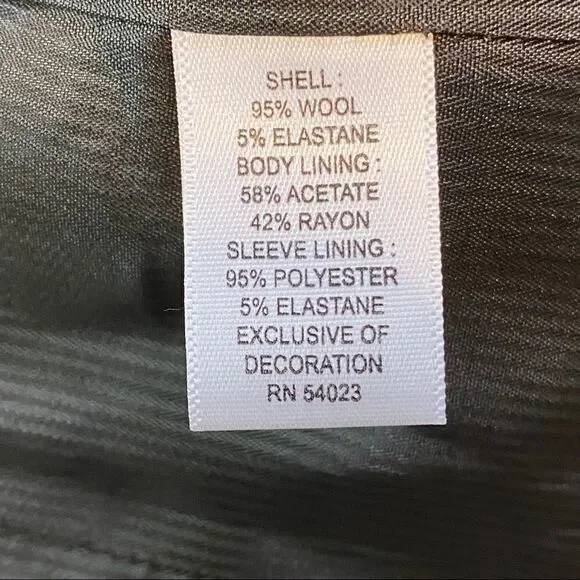 SHELL :
95% WOOL
5% ELASTANE
BODY LINING :
58% ACETATE
42% RAYON
SLEEVE LINING :
95% POLYESTER
5% ELASTANE
EXCLUSIVE OF
DECORATION
RN 54023